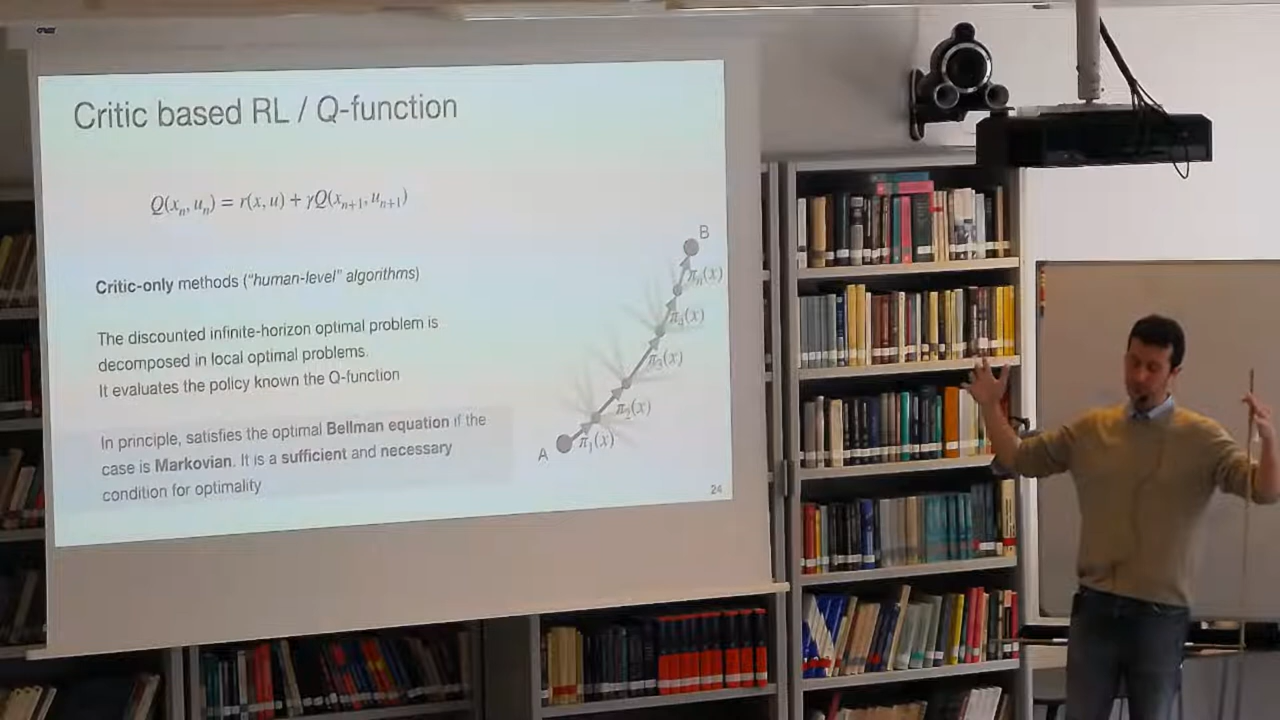 Critic based RL / Q-function
Q(xₙ, uₙ) = r(x, u) + γQ(xₙ₊₁, uₙ₊₁)
Critic-only methods ("human-level" algorithms)
The discounted infinite-horizon optimal problem is
decomposed in local optimal problems.
It evaluates the policy known the Q-function
In principle, satisfies the optimal Bellman equation if the
case is Markovian. It is a sufficient and necessary
condition for optimality
B
πₙ(x)
π₄(x)
π₃(x)
π₂(x)
π₁(x)
A
24